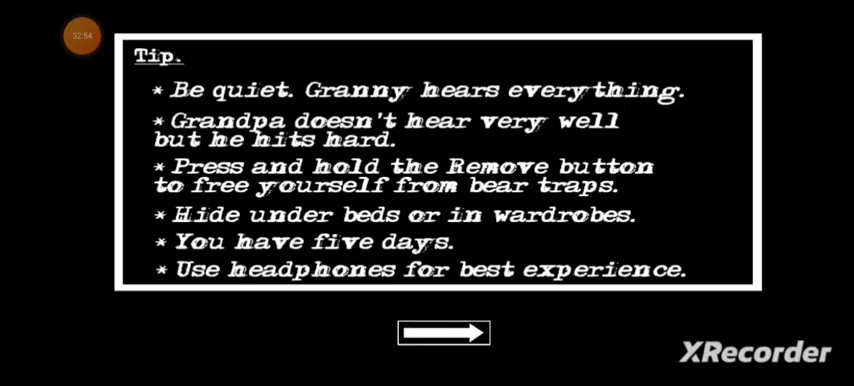 32:54
Tip.
* Be quiet. Granny hears everything.
* Grandpa doesn't hear very well
but he hits hard.
* Press and hold the Remove button
to free yourself from bear traps.
* Hide under beds or in wardrobes.
* You have five days.
* Use headphones for best experience.
XRecorder